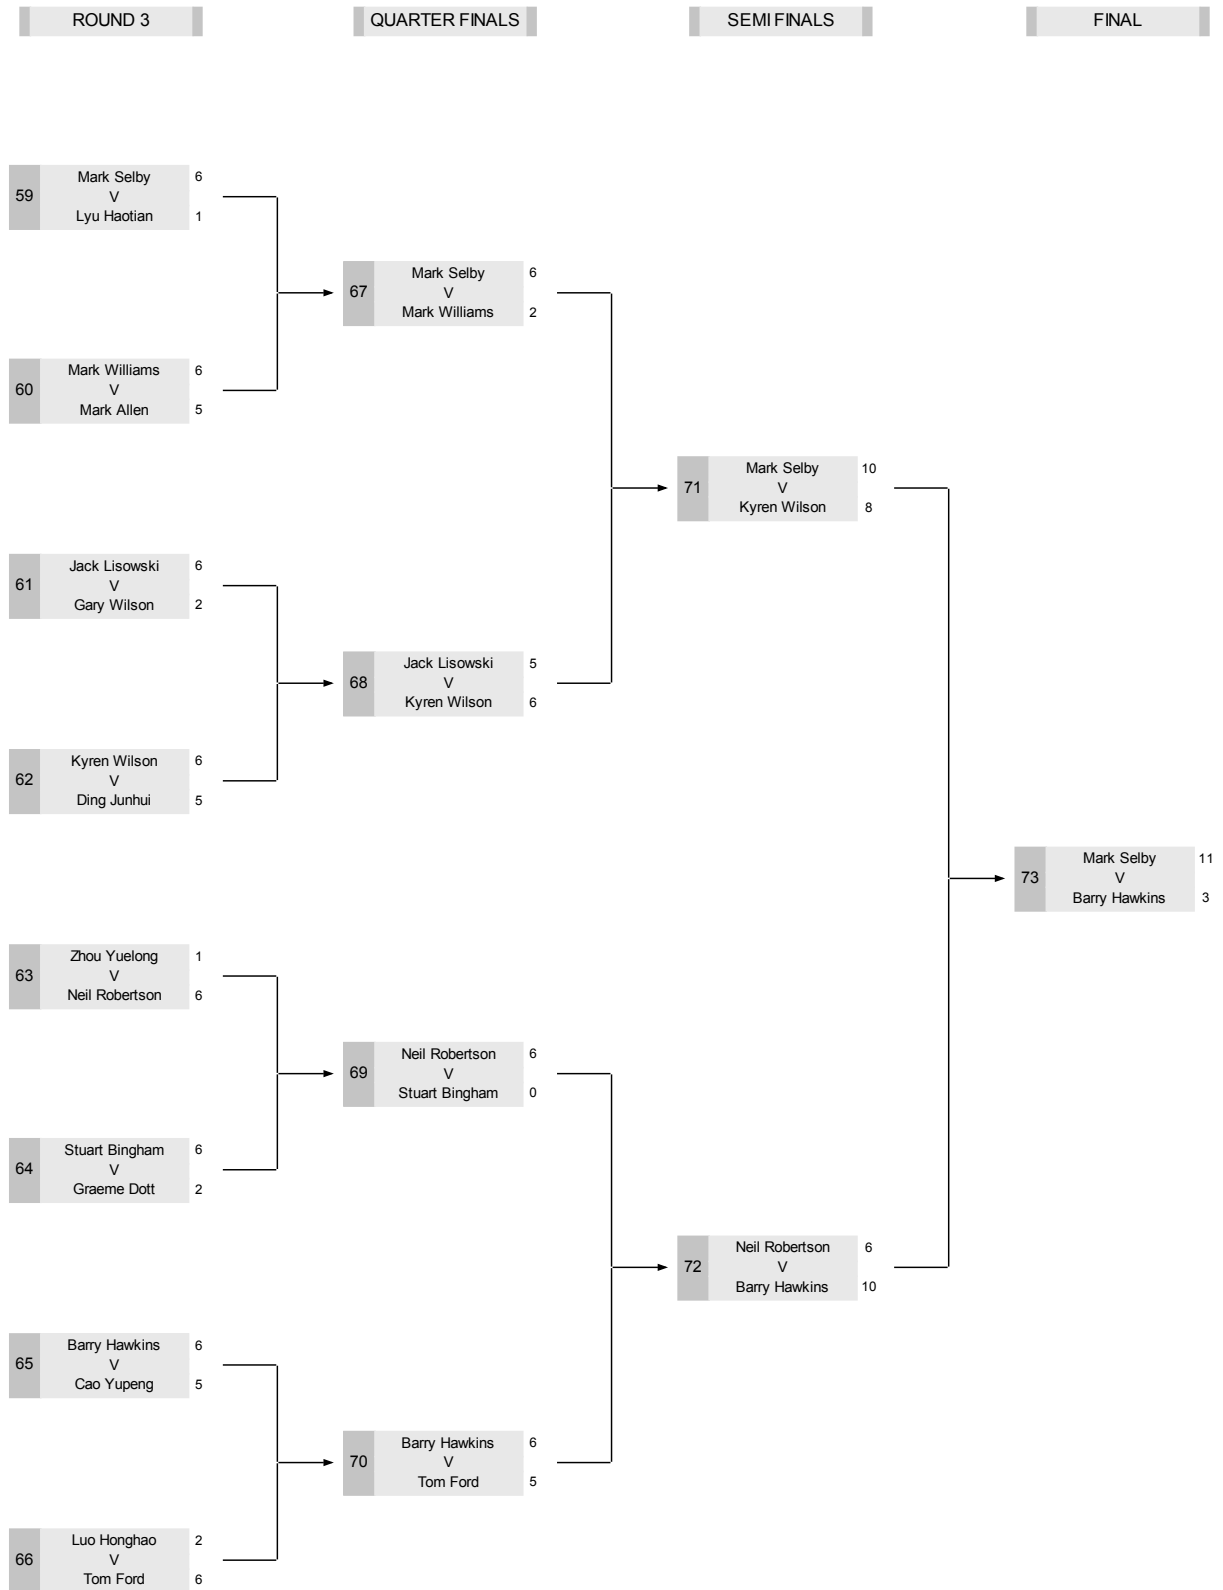 ROUND 3
QUARTER FINALS
SEMI FINALS
FINAL
59
Mark Selby 6
V
Lyu Haotian 1
60
Mark Williams 6
V
Mark Allen 5
61
Jack Lisowski 6
V
Gary Wilson 2
62
Kyren Wilson 6
V
Ding Junhui 5
63
Zhou Yuelong 1
V
Neil Robertson 6
64
Stuart Bingham 6
V
Graeme Dott 2
65
Barry Hawkins 6
V
Cao Yupeng 5
66
Luo Honghao 2
V
Tom Ford 6
67
Mark Selby 6
V
Mark Williams 2
68
Jack Lisowski 5
V
Kyren Wilson 6
69
Neil Robertson 6
V
Stuart Bingham 0
70
Barry Hawkins 6
V
Tom Ford 5
71
Mark Selby 10
V
Kyren Wilson 8
72
Neil Robertson 6
V
Barry Hawkins 10
73
Mark Selby 11
V
Barry Hawkins 3